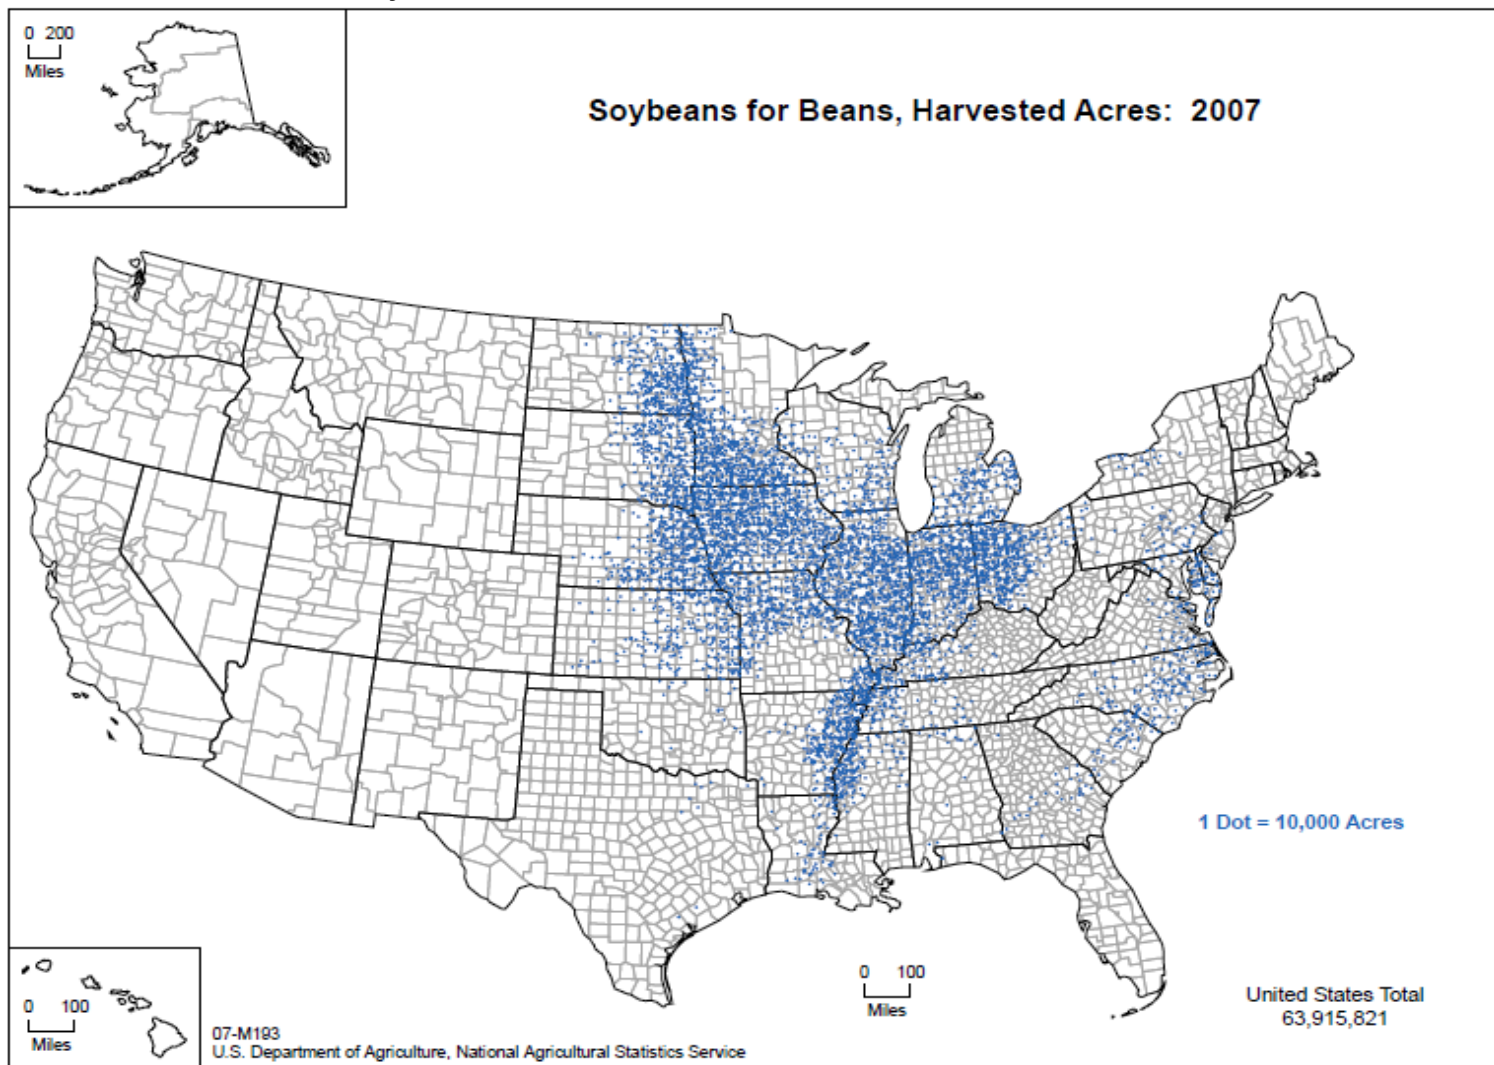 0 200
Miles
Soybeans for Beans, Harvested Acres: 2007
1 Dot = 10,000 Acres
0 100
Miles
United States Total
63,915,821
0 100
Miles
07-M193
U.S. Department of Agriculture, National Agricultural Statistics Service